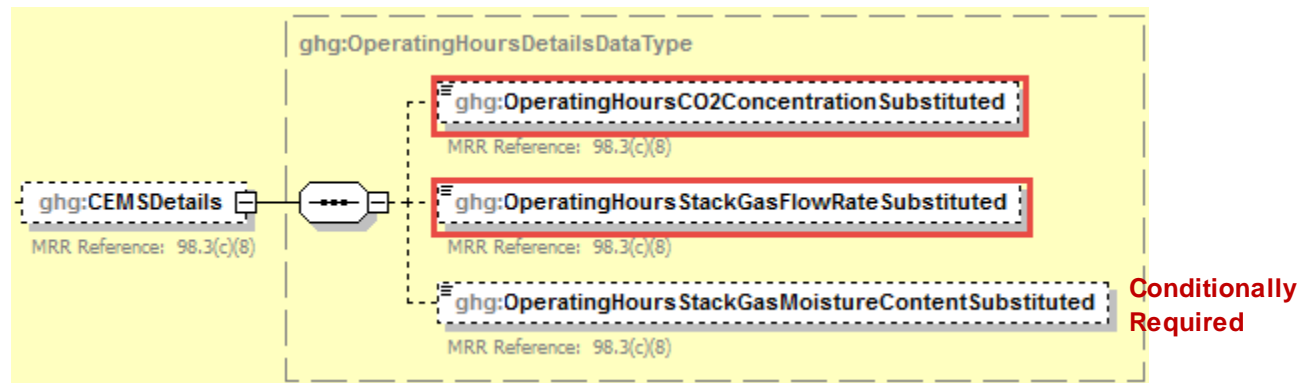 ghg:OperatingHoursDetailsDataType
ghg:OperatingHoursCO2ConcentrationSubstituted
MRR Reference: 98.3(c)(8)
ghg:CEMSDetails
MRR Reference: 98.3(c)(8)
ghg:OperatingHoursStackGasFlowRateSubstituted
MRR Reference: 98.3(c)(8)
ghg:OperatingHoursStackGasMoistureContentSubstituted
MRR Reference: 98.3(c)(8)
Conditionally
Required